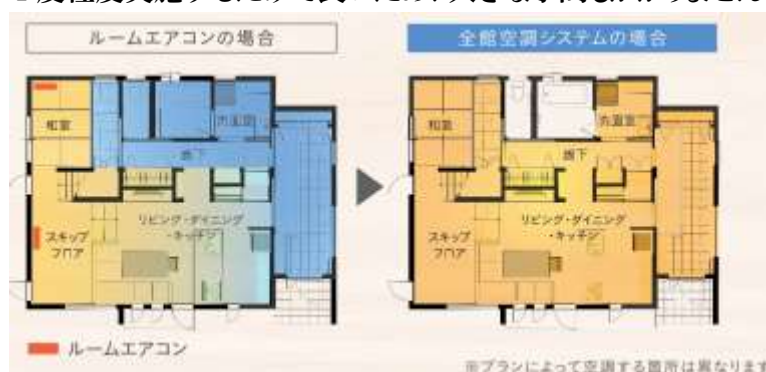 ルームエアコンの場合
全館空調システムの場合
和室
洗面室
廊下
リビング・ダイニング
・キッチン
スキップ
フロア
和室
洗面室
廊下
リビング・ダイニング
・キッチン
スキップ
フロア
ルームエアコン
※プランによって空調する箇所は異なります